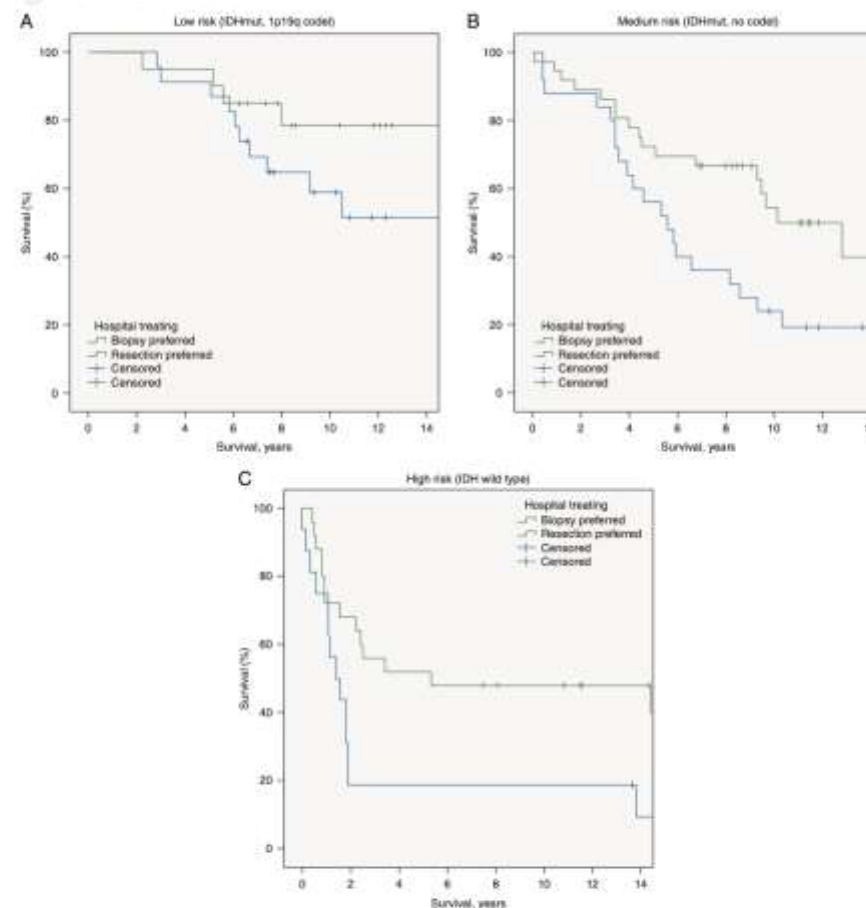 A
Low risk (IDHmut, 1p19q codel)
100
80
60
40
20
0
Survival (%)
Hospital treating
Biopsy preferred
Resection preferred
Censored
Censored
0 2 4 6 8 10 12 14
Survival, years
B
Medium risk (IDHmut, no codel)
100
80
60
40
20
0
Survival (%)
Hospital treating
Biopsy preferred
Resection preferred
Censored
Censored
0 2 4 6 8 10 12
Survival, years
C
High risk (IDH wild type)
100
80
60
40
20
0
Survival (%)
Hospital treating
Biopsy preferred
Resection preferred
Censored
Censored
0 2 4 6 8 10 12 14
Survival, years